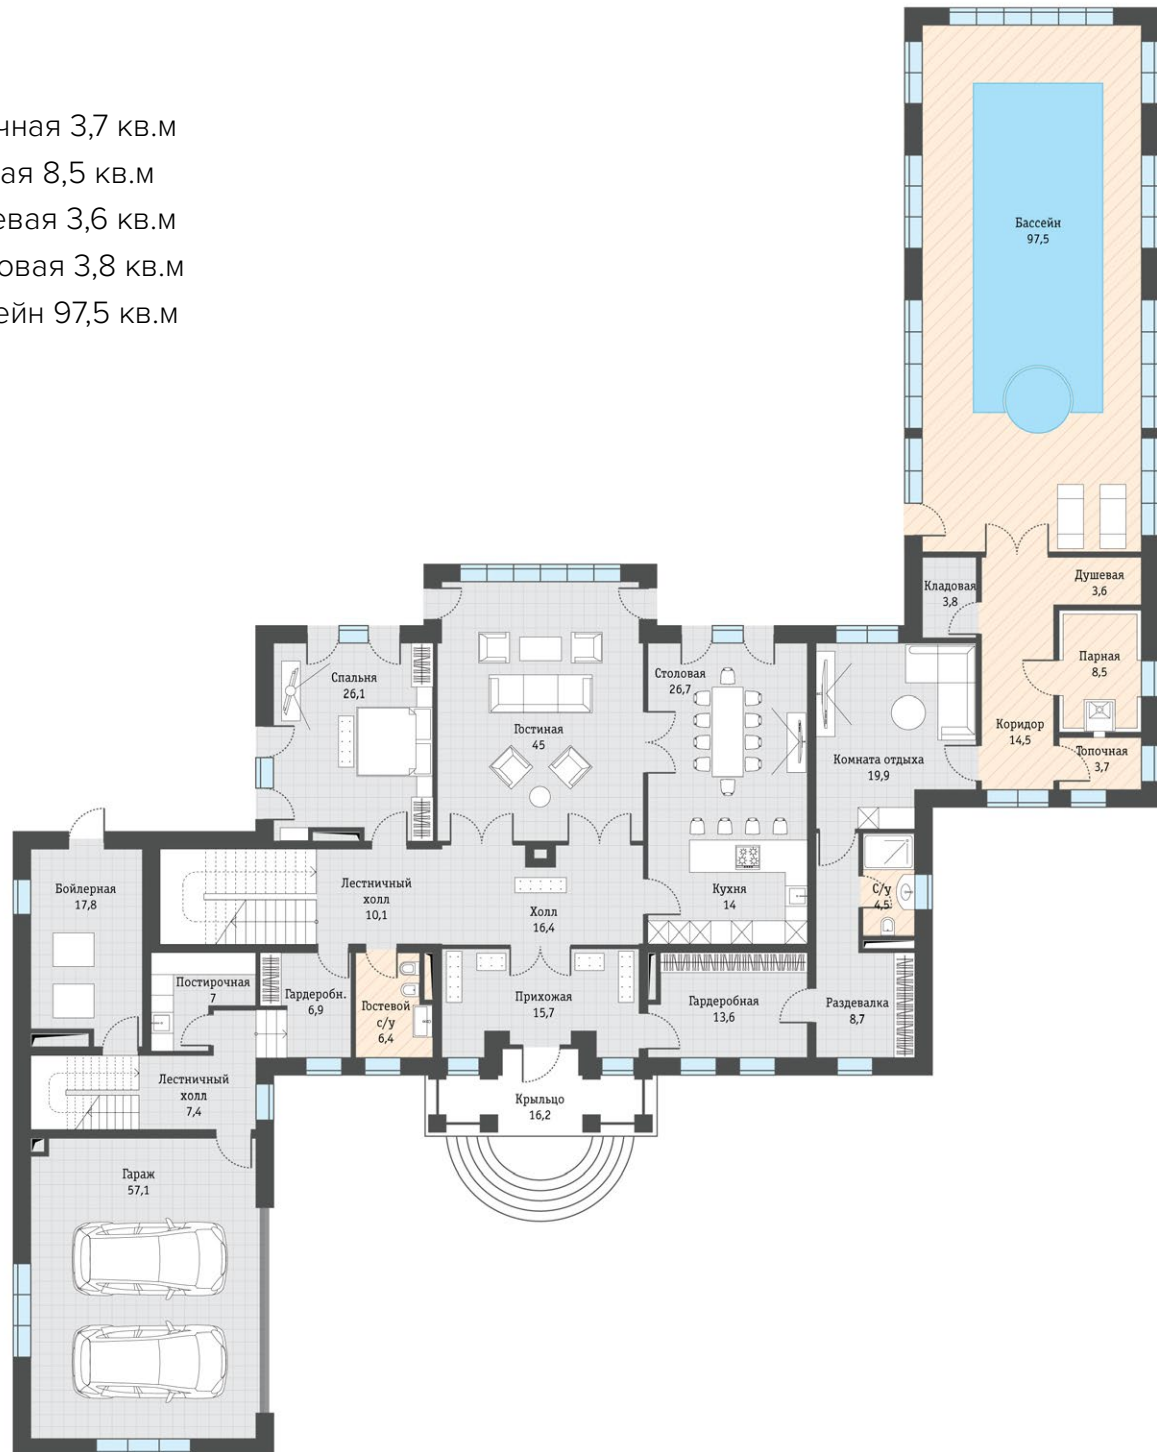 чная 3,7 кв.м
ая 8,5 кв.м
евая 3,6 кв.м
овая 3,8 кв.м
ейн 97,5 кв.м
Бассейн
97,5
Кладовая
3,8
Душевая
3,6
Парная
8,5
Коридор
14,5
Топочная
3,7
Спальня
26,1
Гостиная
45
Столовая
26,7
Комната отдыха
19,9
Бойлерная
17,8
Лестничный
холл
10,1
Холл
16,4
Кухня
14
С/у
4,5
Постирочная
7
Гардеробн.
6,9
Гостевой
с/у
6,4
Прихожая
15,7
Гардеробная
13,6
Раздевалка
8,7
Лестничный
холл
7,4
Крыльцо
16,2
Гараж
57,1